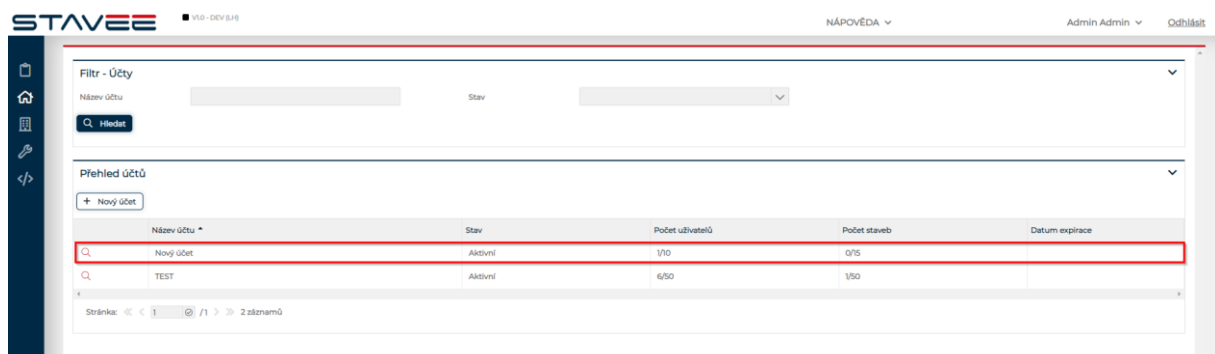 STAVEE
V1.0 - DEV (LH)
NÁPOVĚDA
Admin Admin
Odhlásit
Filtr - Účty
Název účtu
Stav
Hledat
Přehled účtů
+ Nový účet
Název účtu Stav Počet uživatelů Počet staveb Datum expirace
Nový účet Aktivní 1/10 0/15
TEST Aktivní 6/50 1/50
Stránka: 1 /1 2 záznamů